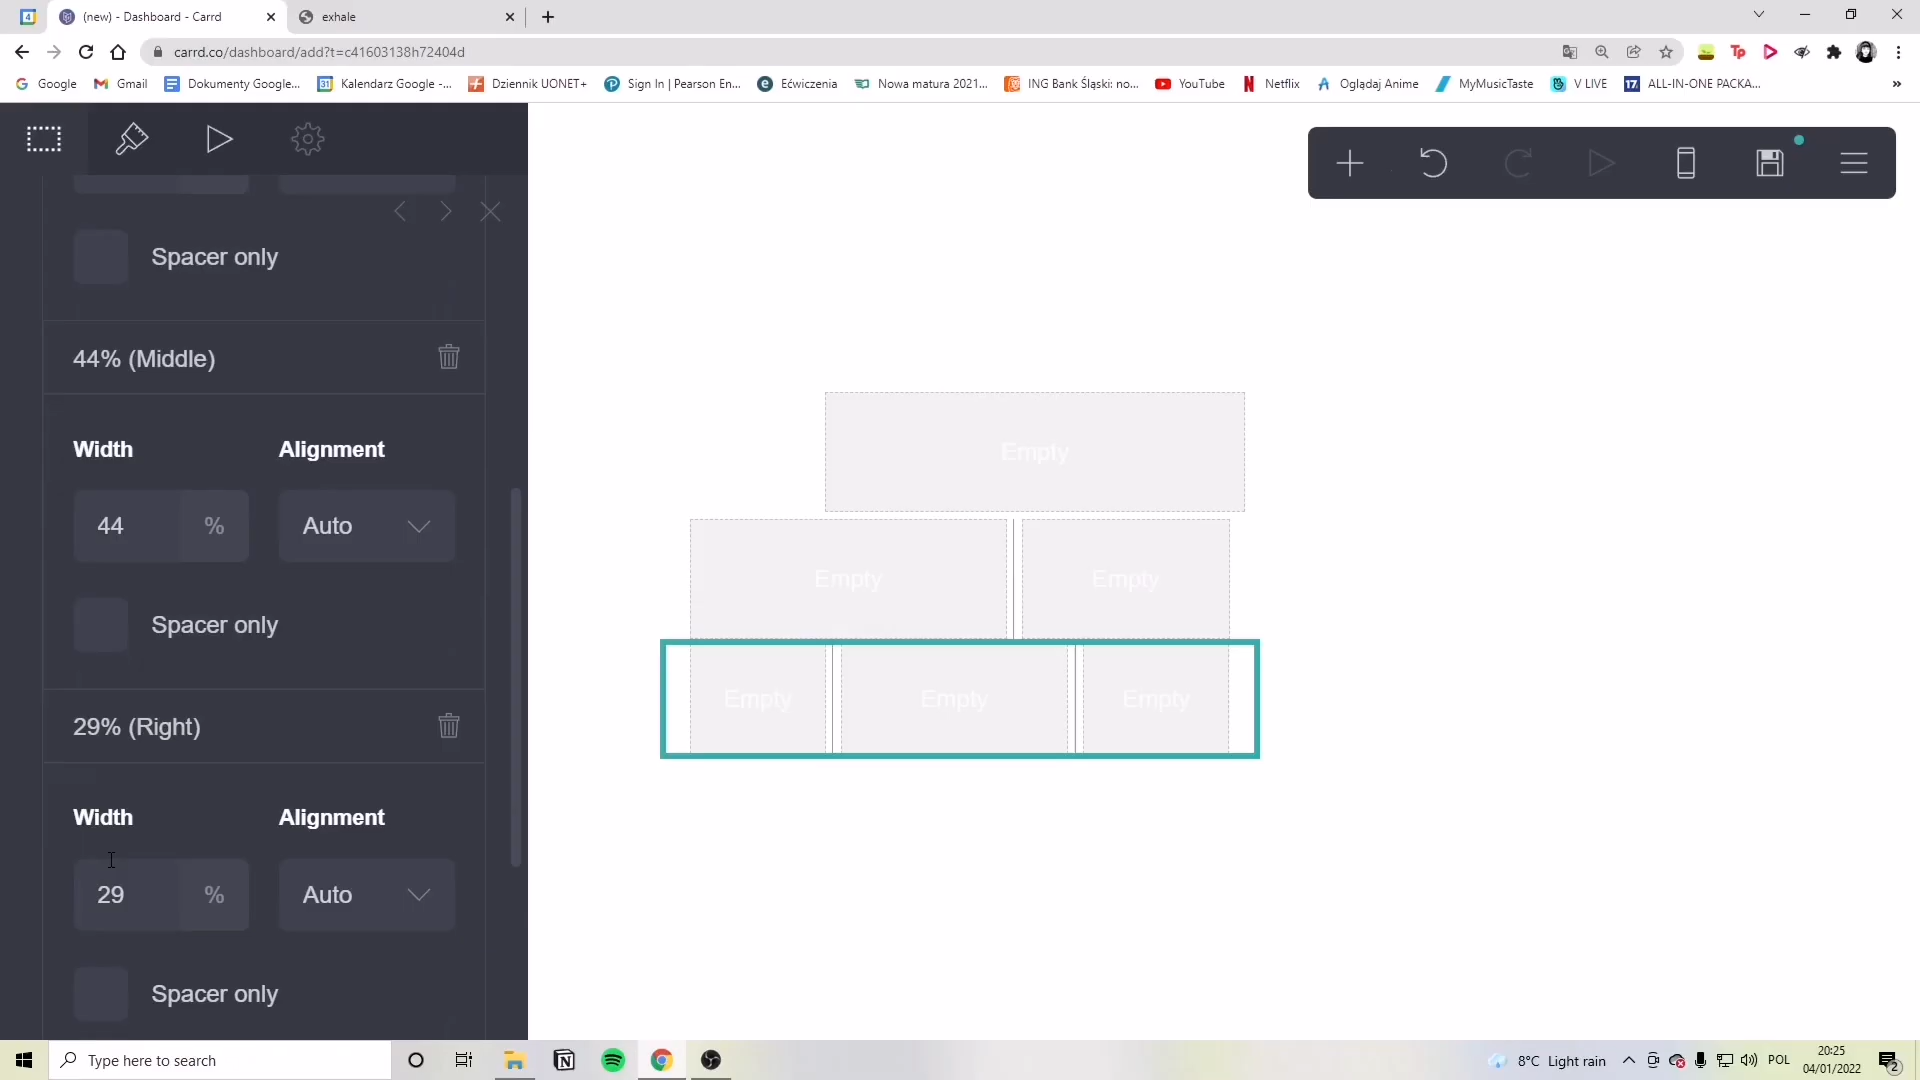 (new) - Dashboard - Carrd
exhale
carrd.co/dashboard/add?t=c41603138h72404d
Google
Gmail
Dokumenty Google...
Kalendarz Google -...
Dziennik UONET+
Sign In | Pearson En...
Ećwiczenia
Nowa matura 2021...
ING Bank Śląski: no...
YouTube
Netflix
Oglądaj Anime
MyMusicTaste
V LIVE
ALL-IN-ONE PACKA...
Spacer only
44% (Middle)
Width
Alignment
44 %
Auto
Spacer only
29% (Right)
Width
Alignment
29 %
Auto
Spacer only
Empty
Empty
Empty
Empty
Empty
Empty
Type here to search
8°C Light rain
POL
20:25
04/01/2022
2